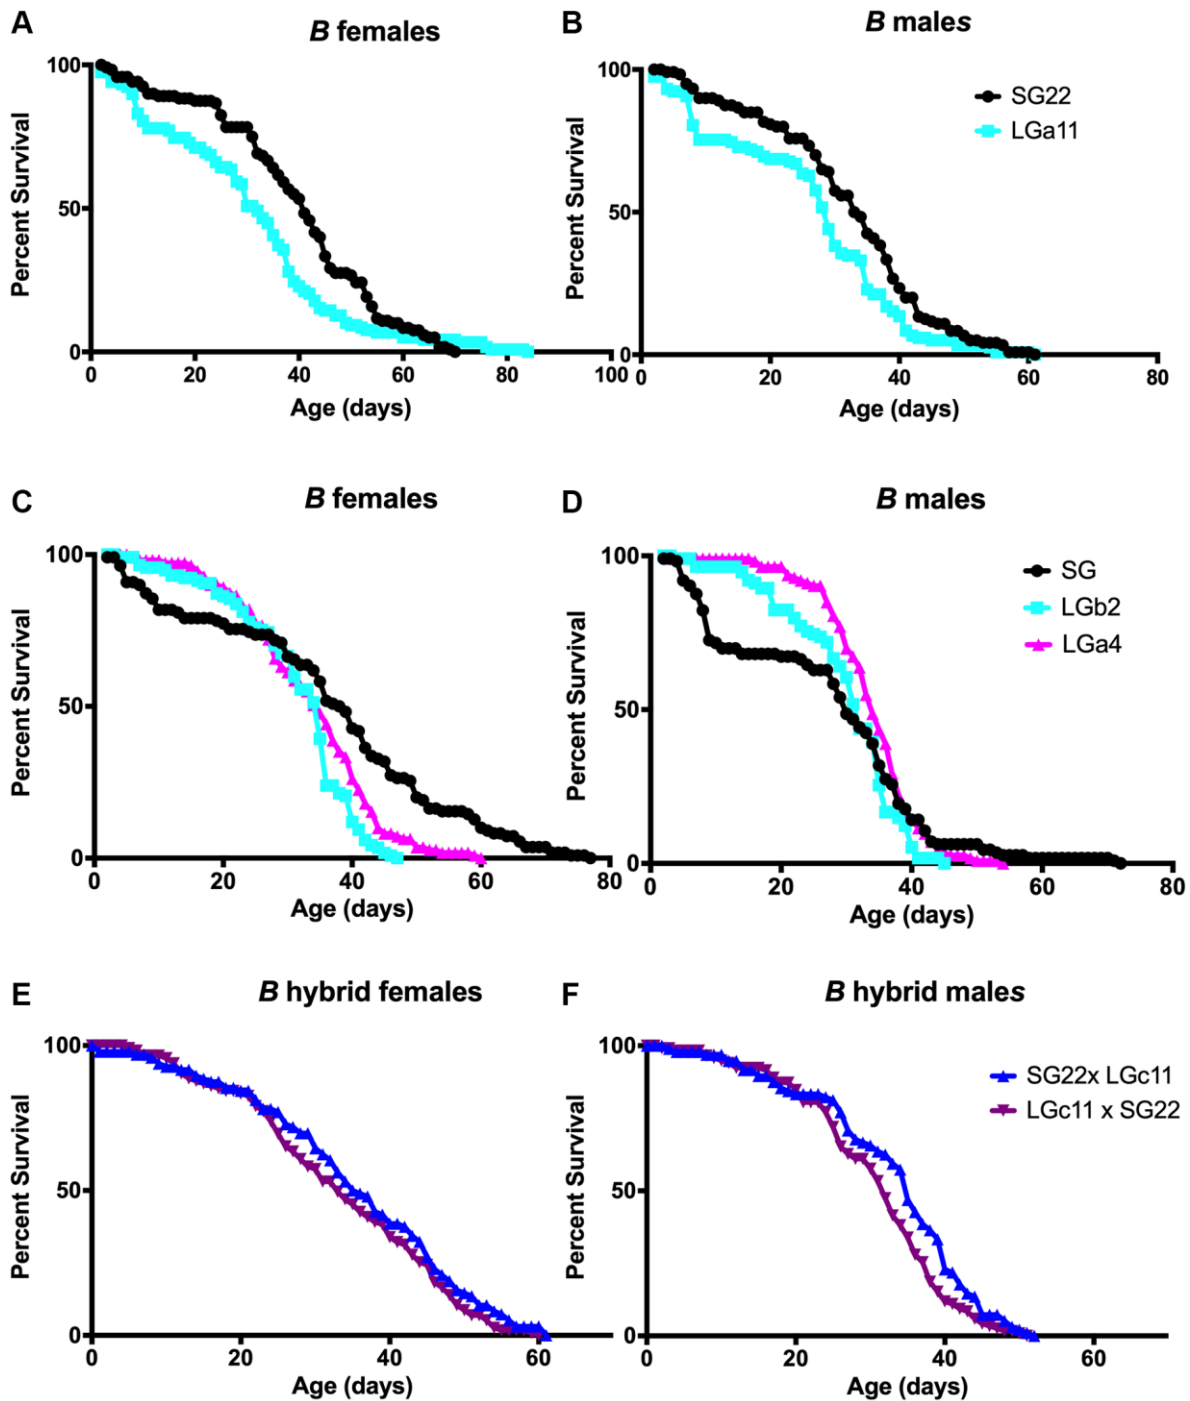 A
B females
Percent Survival
100
50
0
0 20 40 60 80 100
Age (days)
B
B males
Percent Survival
100
50
0
0 20 40 60 80
Age (days)
SG22
LGa11
C
B females
Percent Survival
100
50
0
0 20 40 60 80
Age (days)
D
B males
Percent Survival
100
50
0
0 20 40 60 80
Age (days)
SG
LGb2
LGa4
E
B hybrid females
Percent Survival
100
50
0
0 20 40 60
Age (days)
F
B hybrid males
Percent Survival
100
50
0
0 20 40 60
Age (days)
SG22x LGc11
LGc11 x SG22